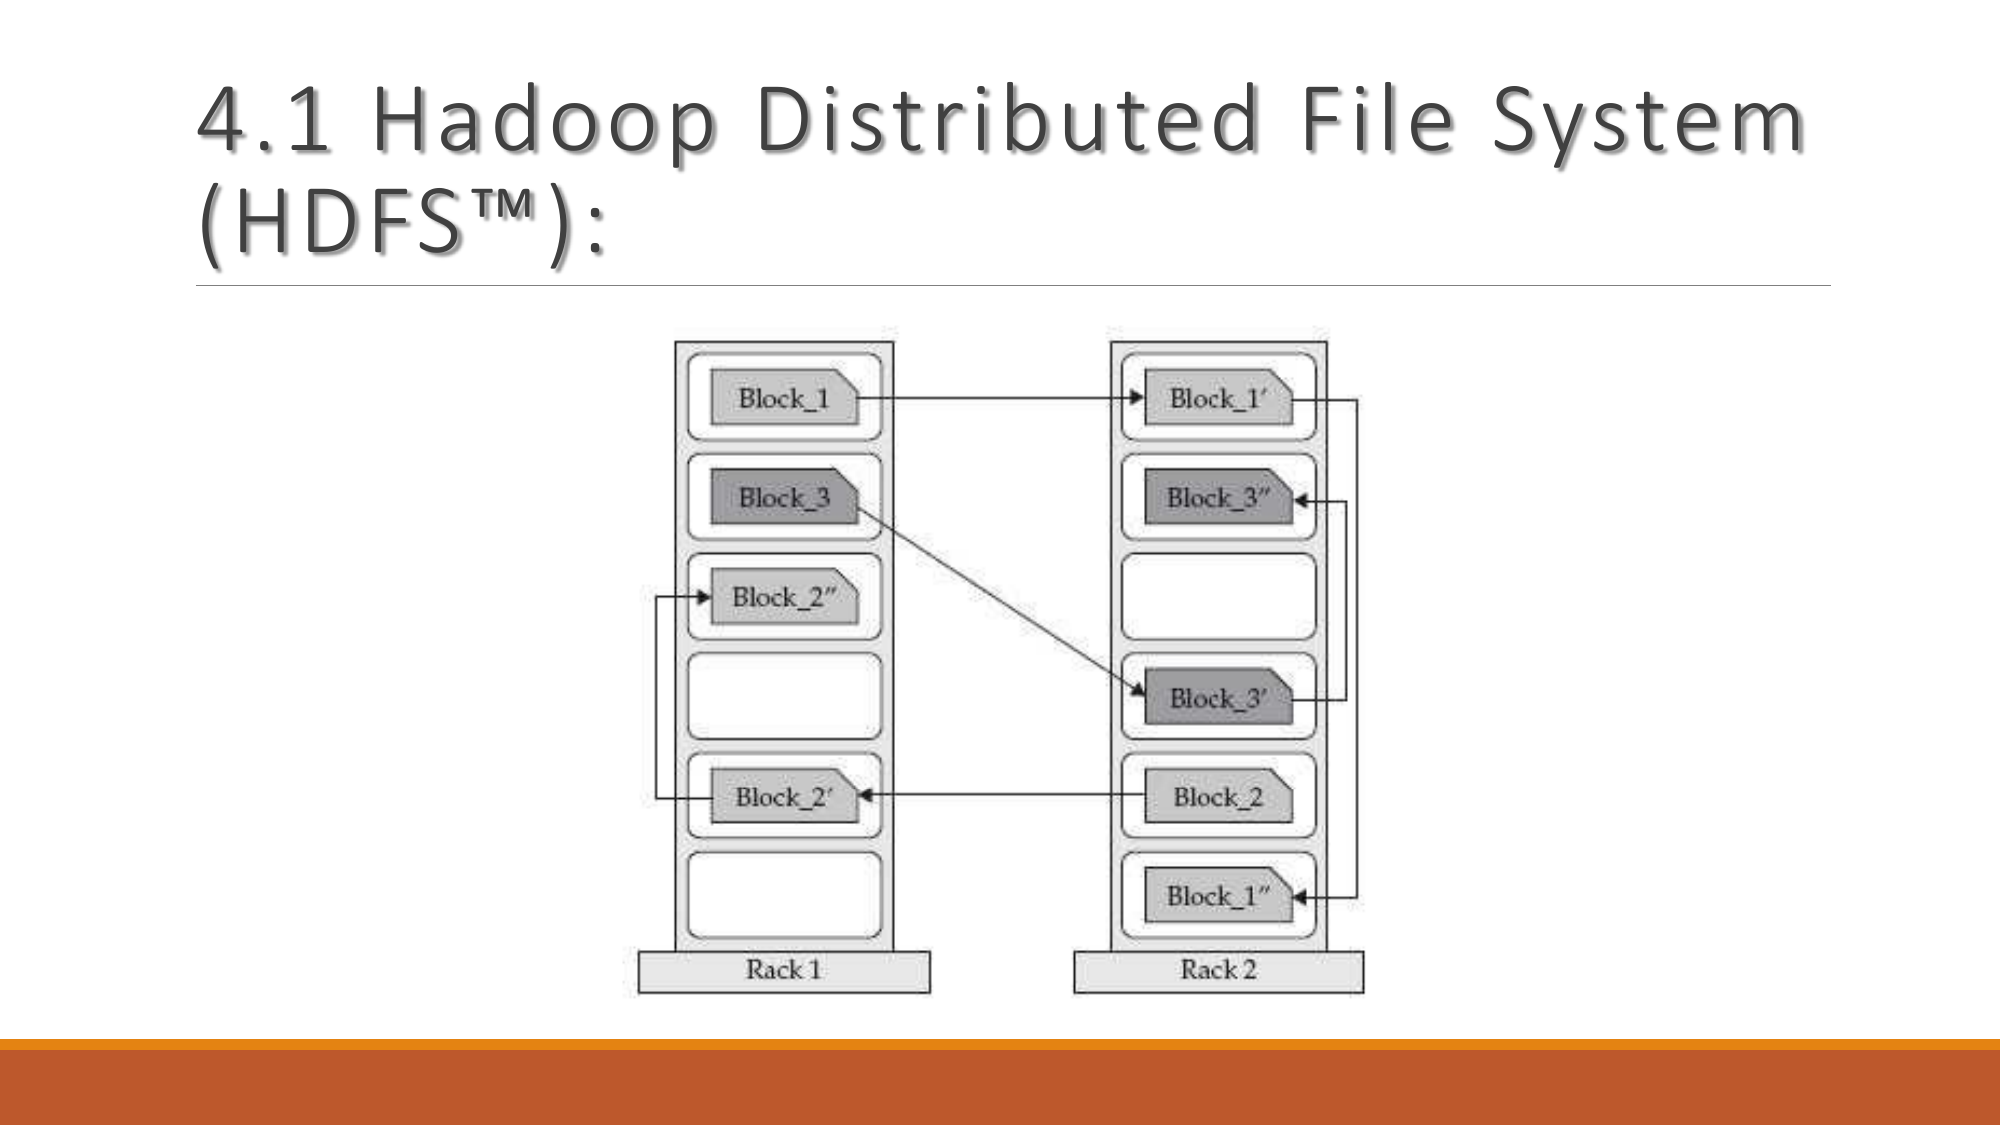 4.1 Hadoop Distributed File System
(HDFS™):
Block_1
Block_3
Block_2″
Block_2′
Rack 1
Block_1′
Block_3″
Block_3′
Block_2
Block_1″
Rack 2